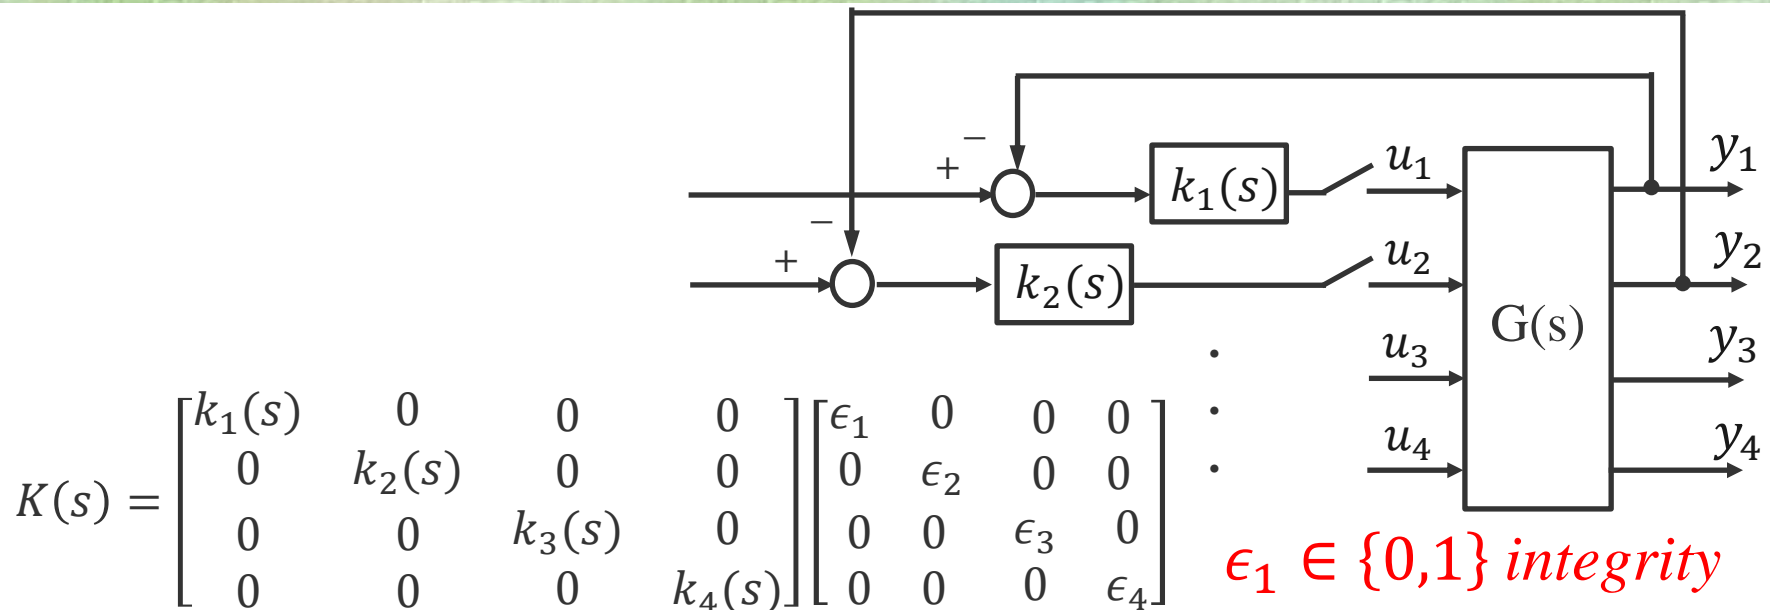 −
+
k₁(s)
u₁
y₁
−
+
k₂(s)
u₂
y₂
G(s)
u₃
y₃
u₄
y₄
K(s) = [k₁(s) 0 0 0] [ϵ₁ 0 0 0]
0 k₂(s) 0 0 0 ϵ₂ 0 0
0 0 k₃(s) 0 0 0 ϵ₃ 0
0 0 0 k₄(s) 0 0 0 ϵ₄
ϵ₁ ∈ {0,1} integrity